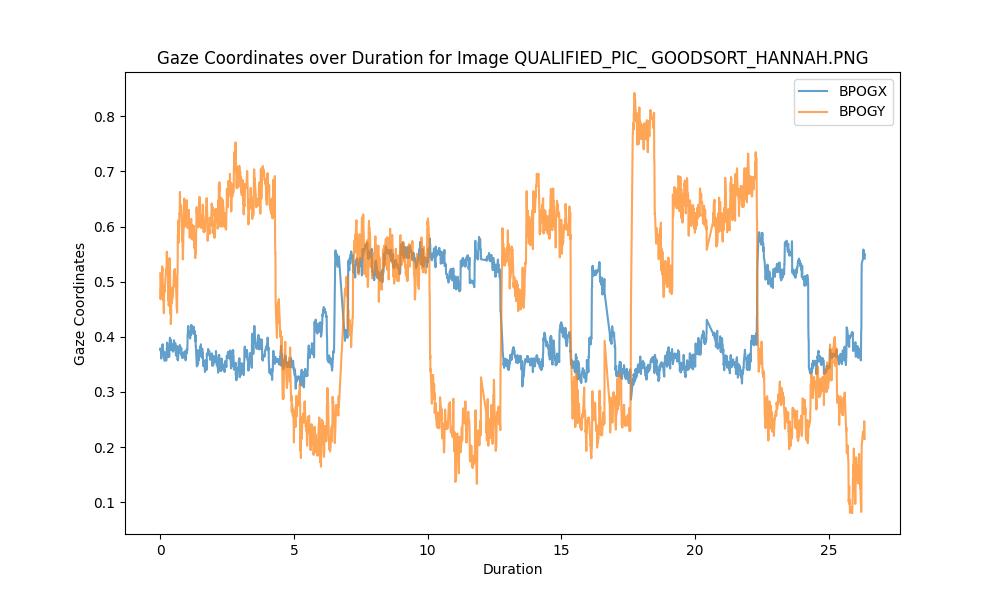 Gaze Coordinates over Duration for Image QUALIFIED_PIC_ GOODSORT_HANNAH.PNG
BPOGX
BPOGY
0.8
0.7
0.6
0.5
0.4
0.3
0.2
0.1
Gaze Coordinates
0 5 10 15 20 25
Duration